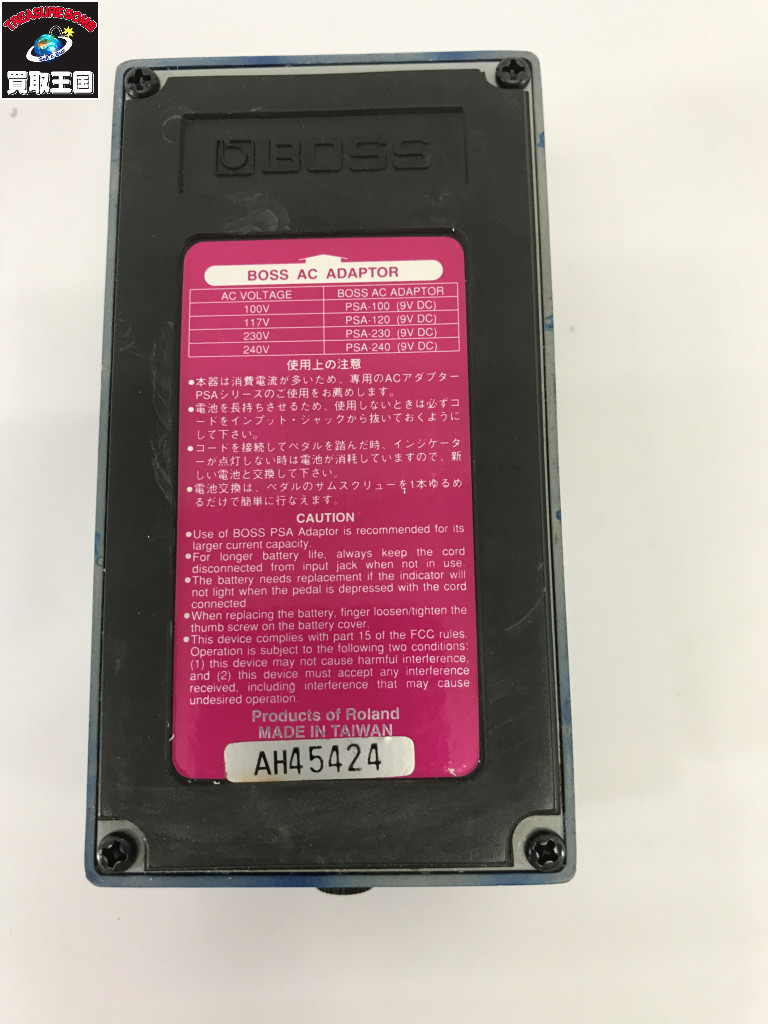 TREASURE BOMB
買取王国
BOSS
BOSS AC ADAPTOR
AC VOLTAGE BOSS AC ADAPTOR
100V PSA-100 (9V DC)
117V PSA-120 (9V DC)
230V PSA-230 (9V DC)
240V PSA-240 (9V DC)
使用上の注意
●本器は消費電流が多いため、専用のACアダプター
PSAシリーズのご使用をお薦めします。
●電池を長持ちさせるため、使用しないときは必ずコ
ードをインプット・ジャックから抜いておくように
して下さい。
●コードを接続してペダルを踏んだ時、インジケータ
ーが点灯しない時は電池が消耗していますので、新
しい電池と交換して下さい。
●電池交換は、ペダルのサムスクリューを1本ゆるめ
るだけで簡単に行なえます。
CAUTION
●Use of BOSS PSA Adaptor is recommended for its
larger current capacity.
●For longer battery life, always keep the cord
disconnected from input jack when not in use.
●The battery needs replacement if the indicator will
not light when the pedal is depressed with the cord
connected.
●When replacing the battery, finger loosen/tighten the
thumb screw on the battery cover.
●This device complies with part 15 of the FCC rules.
Operation is subject to the following two conditions:
(1) this device may not cause harmful interference,
and (2) this device must accept any interference
received, including interference that may cause
undesired operation.
Products of Roland
MADE IN TAIWAN
AH45424